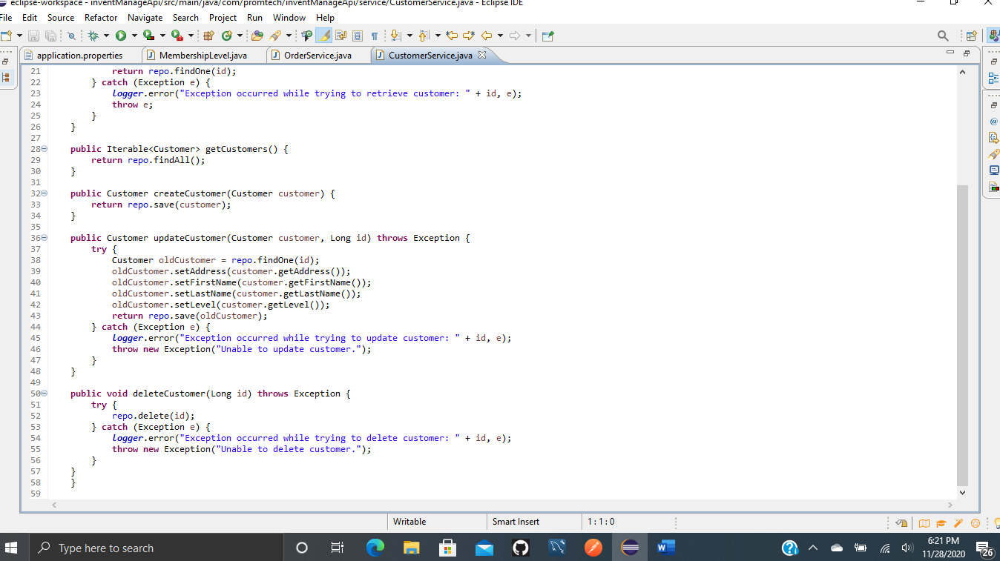 eclipse-workspace - inventManageApi/src/main/java/com/promtech/inventManageApi/service/CustomerService.java - Eclipse IDE
File Edit Source Refactor Navigate Search Project Run Window Help
application.properties MembershipLevel.java OrderService.java CustomerService.java
21 return repo.findOne(id);
22 } catch (Exception e) {
23 logger.error("Exception occurred while trying to retrieve customer: " + id, e);
24 throw e;
25 }
26 }
27
28 public Iterable<Customer> getCustomers() {
29 return repo.findAll();
30 }
31
32 public Customer createCustomer(Customer customer) {
33 return repo.save(customer);
34 }
35
36 public Customer updateCustomer(Customer customer, Long id) throws Exception {
37 try {
38 Customer oldCustomer = repo.findOne(id);
39 oldCustomer.setAddress(customer.getAddress());
40 oldCustomer.setFirstName(customer.getFirstName());
41 oldCustomer.setLastName(customer.getLastName());
42 oldCustomer.setLevel(customer.getLevel());
43 return repo.save(oldCustomer);
44 } catch (Exception e) {
45 logger.error("Exception occurred while trying to update customer: " + id, e);
46 throw new Exception("Unable to update customer.");
47 }
48 }
49
50 public void deleteCustomer(Long id) throws Exception {
51 try {
52 repo.delete(id);
53 } catch (Exception e) {
54 logger.error("Exception occurred while trying to delete customer: " + id, e);
55 throw new Exception("Unable to delete customer.");
56 }
57 }
58 }
59
Writable Smart Insert 1 : 1 : 0
Type here to search
6:21 PM
11/28/2020
26